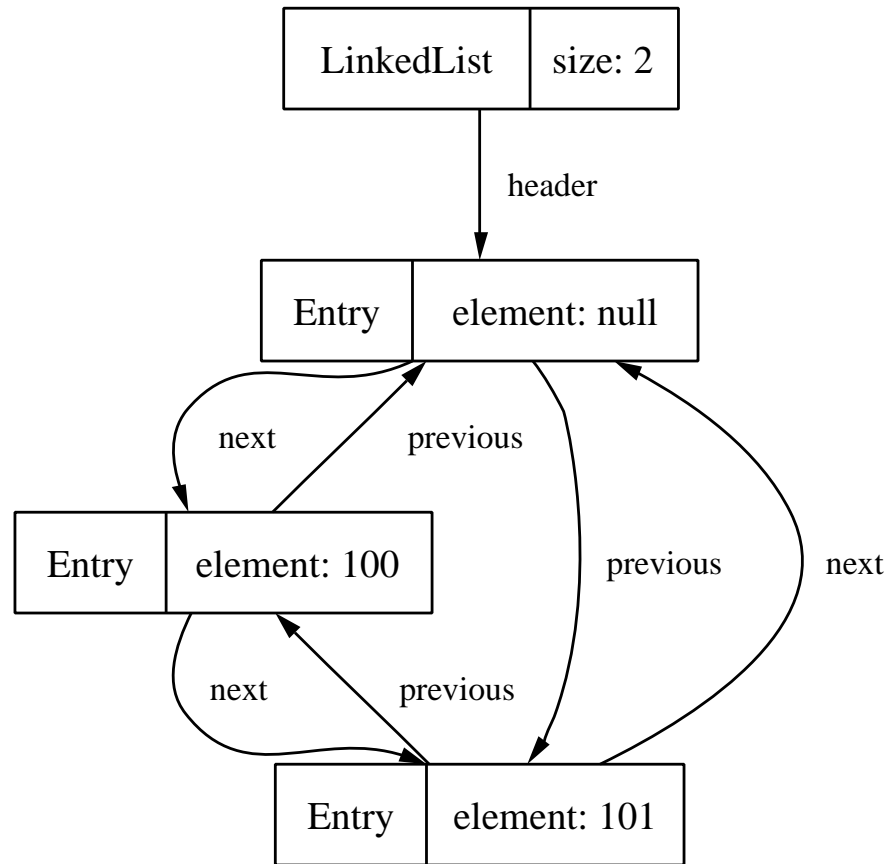 LinkedList size: 2
header
Entry element: null
next previous
Entry element: 100
previous next
next previous
Entry element: 101